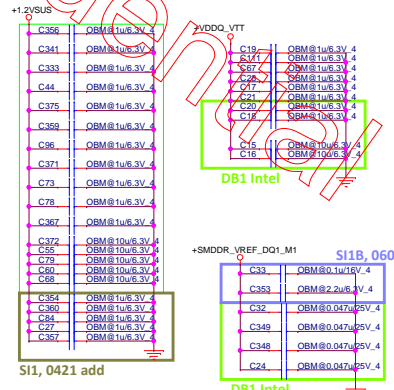 +1.2VSUS
C356 OBM@1u/6.3V_4
C341 OBM@1u/6.3V_4
C333 OBM@1u/6.3V_4
C44 OBM@1u/6.3V_4
C375 OBM@1u/6.3V_4
C359 OBM@1u/6.3V_4
C96 OBM@1u/6.3V_4
C371 OBM@1u/6.3V_4
C73 OBM@1u/6.3V_4
C78 OBM@1u/6.3V_4
C367 OBM@1u/6.3V_4
C372 OBM@10u/6.3V_4
C55 OBM@10u/6.3V_4
C79 OBM@10u/6.3V_4
C60 OBM@10u/6.3V_4
C68 OBM@10u/6.3V_4
C354 OBM@1u/6.3V_4
C360 OBM@1u/6.3V_4
C84 OBM@1u/6.3V_4
C27 OBM@1u/6.3V_4
C357 OBM@1u/6.3V_4
SI1, 0421 add
+VDDQ_VTT
C19 OBM@1u/6.3V_4
C111 OBM@1u/6.3V_4
OBM@1u/6.3V_4
OBM@1u/6.3V_4
C17 OBM@1u/6.3V_4
C21 OBM@1u/6.3V_4
C20 OBM@1u/6.3V_4
C18 OBM@1u/6.3V_4
C15 OBM@10u/6.3V_4
C16 OBM@10u/6.3V_4
DB1 Intel
+SMDDR_VREF_DQ1_M1
SI1B, 060
C33 OBM@0.1u/16V_4
C353 OBM@2.2u/6.3V_4
C32 OBM@0.047u/25V_4
C349 OBM@0.047u/25V_4
C348 OBM@0.047u/25V_4
C24 OBM@0.047u/25V_4
DB1 Intel